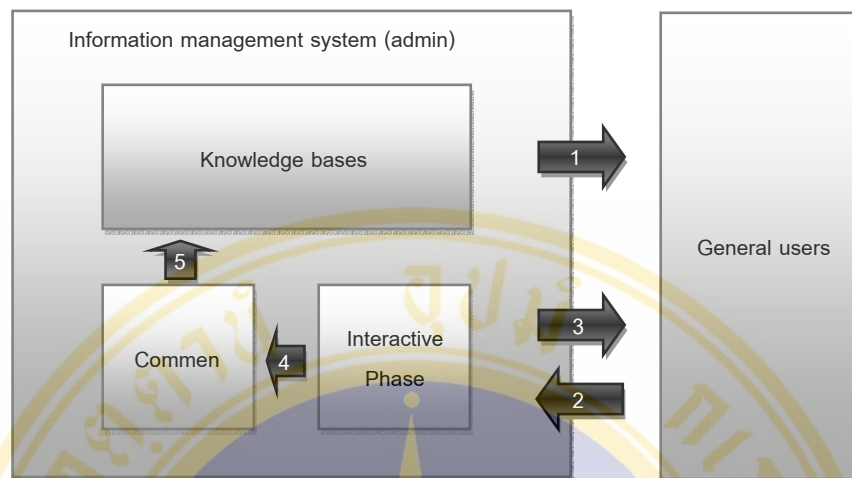 Information management system (admin)
Knowledge bases
1
General users
5
3
Interactive
Phase
Commen
4
2